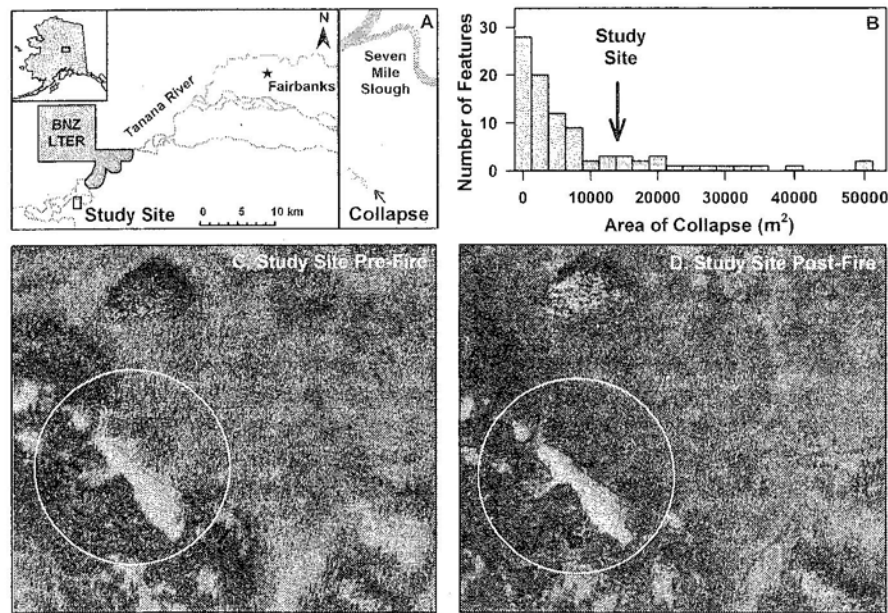 N
A
Seven
Mile
Slough
Fairbanks
Tanana River
BNZ
LTER
Study Site
0 5 10 km
Collapse
B
Number of Features
30
20
10
0
Study
Site
0 10000 20000 30000 40000 50000
Area of Collapse (m²)
C. Study Site Pre-Fire
D. Study Site Post-Fire